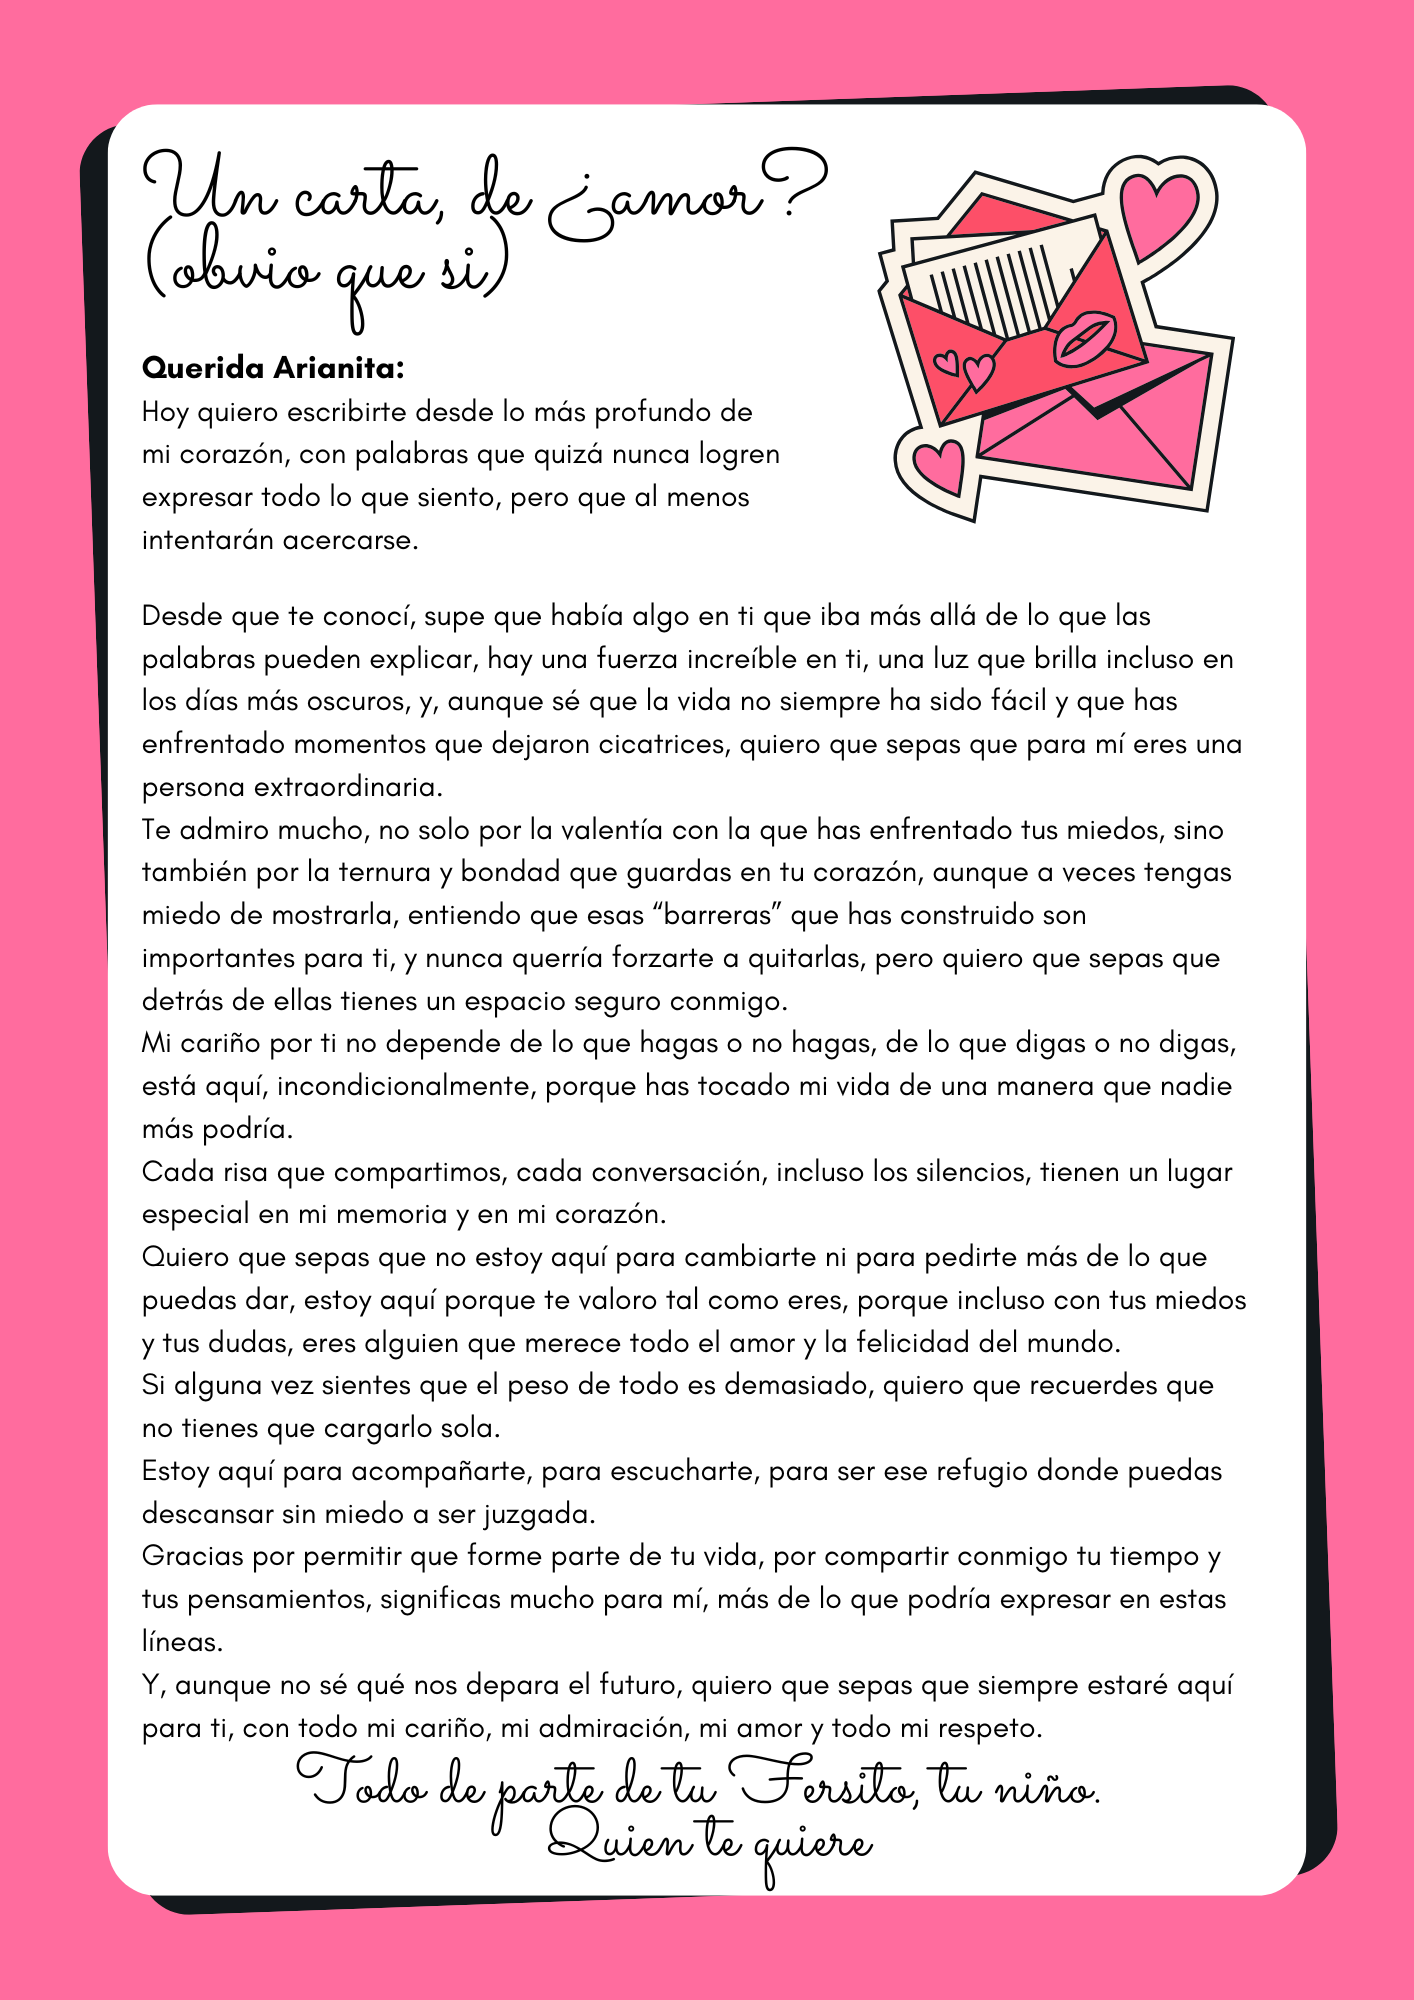 Un carta, de ¿amor?
(obvio que si)
Querida Arianita:
Hoy quiero escribirte desde lo más profundo de
mi corazón, con palabras que quizá nunca logren
expresar todo lo que siento, pero que al menos
intentarán acercarse.
Desde que te conocí, supe que había algo en ti que iba más allá de lo que las
palabras pueden explicar, hay una fuerza increíble en ti, una luz que brilla incluso en
los días más oscuros, y, aunque sé que la vida no siempre ha sido fácil y que has
enfrentado momentos que dejaron cicatrices, quiero que sepas que para mí eres una
persona extraordinaria.
Te admiro mucho, no solo por la valentía con la que has enfrentado tus miedos, sino
también por la ternura y bondad que guardas en tu corazón, aunque a veces tengas
miedo de mostrarla, entiendo que esas “barreras” que has construido son
importantes para ti, y nunca querría forzarte a quitarlas, pero quiero que sepas que
detrás de ellas tienes un espacio seguro conmigo.
Mi cariño por ti no depende de lo que hagas o no hagas, de lo que digas o no digas,
está aquí, incondicionalmente, porque has tocado mi vida de una manera que nadie
más podría.
Cada risa que compartimos, cada conversación, incluso los silencios, tienen un lugar
especial en mi memoria y en mi corazón.
Quiero que sepas que no estoy aquí para cambiarte ni para pedirte más de lo que
puedas dar, estoy aquí porque te valoro tal como eres, porque incluso con tus miedos
y tus dudas, eres alguien que merece todo el amor y la felicidad del mundo.
Si alguna vez sientes que el peso de todo es demasiado, quiero que recuerdes que
no tienes que cargarlo sola.
Estoy aquí para acompañarte, para escucharte, para ser ese refugio donde puedas
descansar sin miedo a ser juzgada.
Gracias por permitir que forme parte de tu vida, por compartir conmigo tu tiempo y
tus pensamientos, significas mucho para mí, más de lo que podría expresar en estas
líneas.
Y, aunque no sé qué nos depara el futuro, quiero que sepas que siempre estaré aquí
para ti, con todo mi cariño, mi admiración, mi amor y todo mi respeto.
Todo de parte de tu Fersito, tu niño.
Quien te quiere